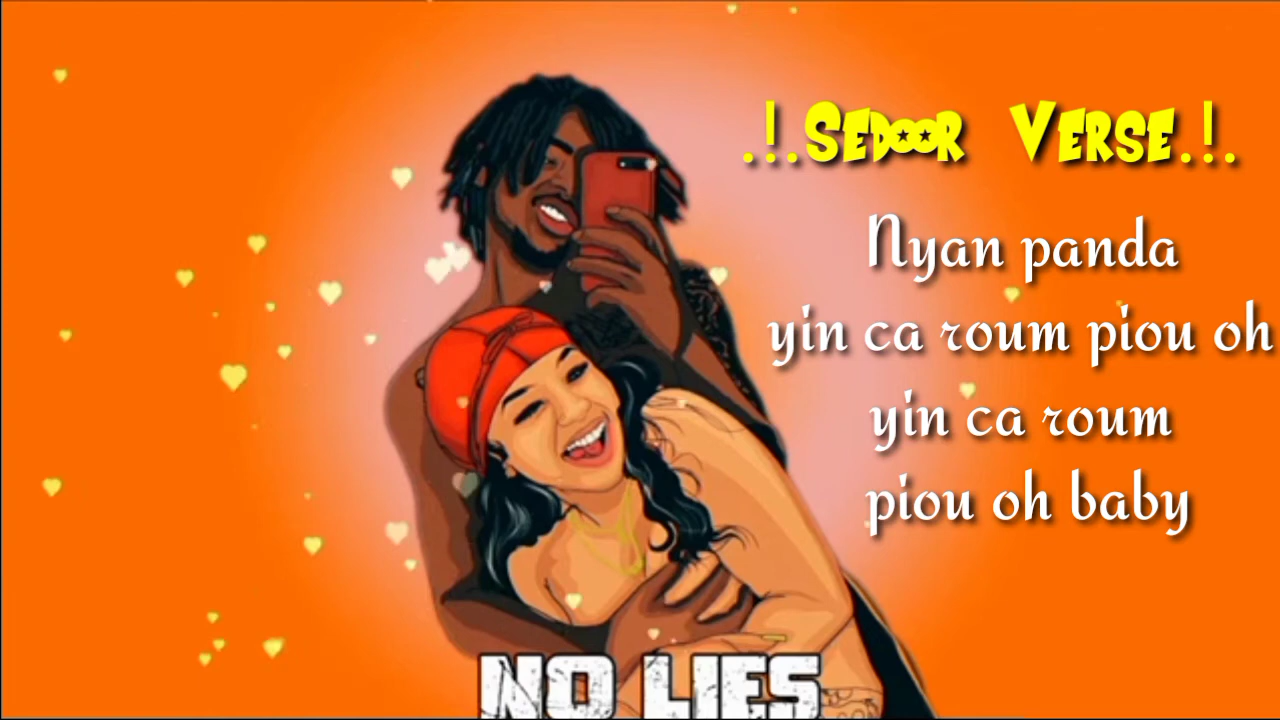 .!.SEDOOR VERSE.!.
Nyan panda
yin ca roum piou oh
yin ca roum
piou oh baby
NO LIES